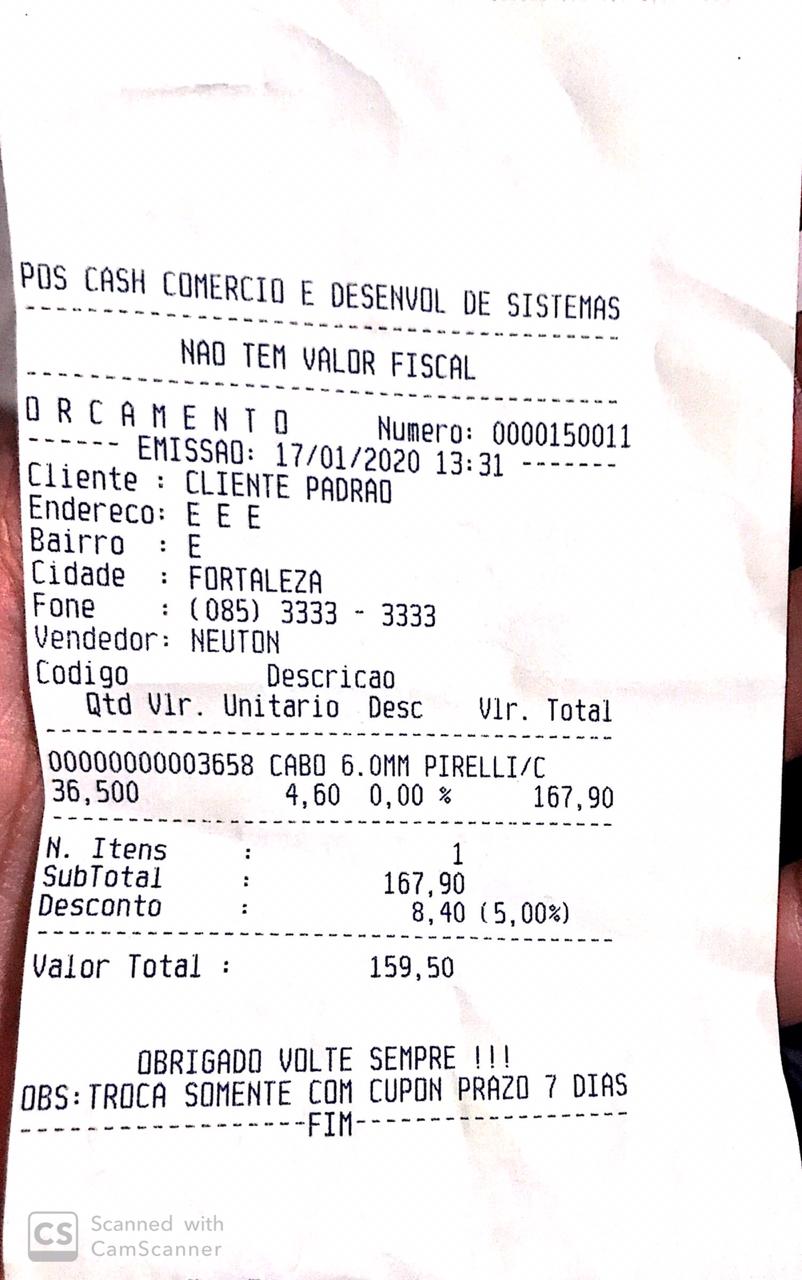 POS CASH COMERCIO E DESENVOL DE SISTEMAS
----------------------------------------
NAO TEM VALOR FISCAL
----------------------------------------
O R C A M E N T O Numero: 0000150011
------ EMISSAO: 17/01/2020 13:31 -------
Cliente : CLIENTE PADRAO
Endereco: E E E
Bairro : E
Cidade : FORTALEZA
Fone : (085) 3333 - 3333
Vendedor: NEUTON
Codigo Descricao
Qtd Vlr. Unitario Desc Vlr. Total
----------------------------------------
00000000003658 CABO 6.0MM PIRELLI/C
36,500 4,60 0,00 % 167,90
----------------------------------------
N. Itens : 1
SubTotal : 167,90
Desconto : 8,40 (5,00%)
----------------------------------------
Valor Total : 159,50
OBRIGADO VOLTE SEMPRE !!!
OBS:TROCA SOMENTE COM CUPON PRAZO 7 DIAS
------------------FIM------------------
CS Scanned with
CamScanner